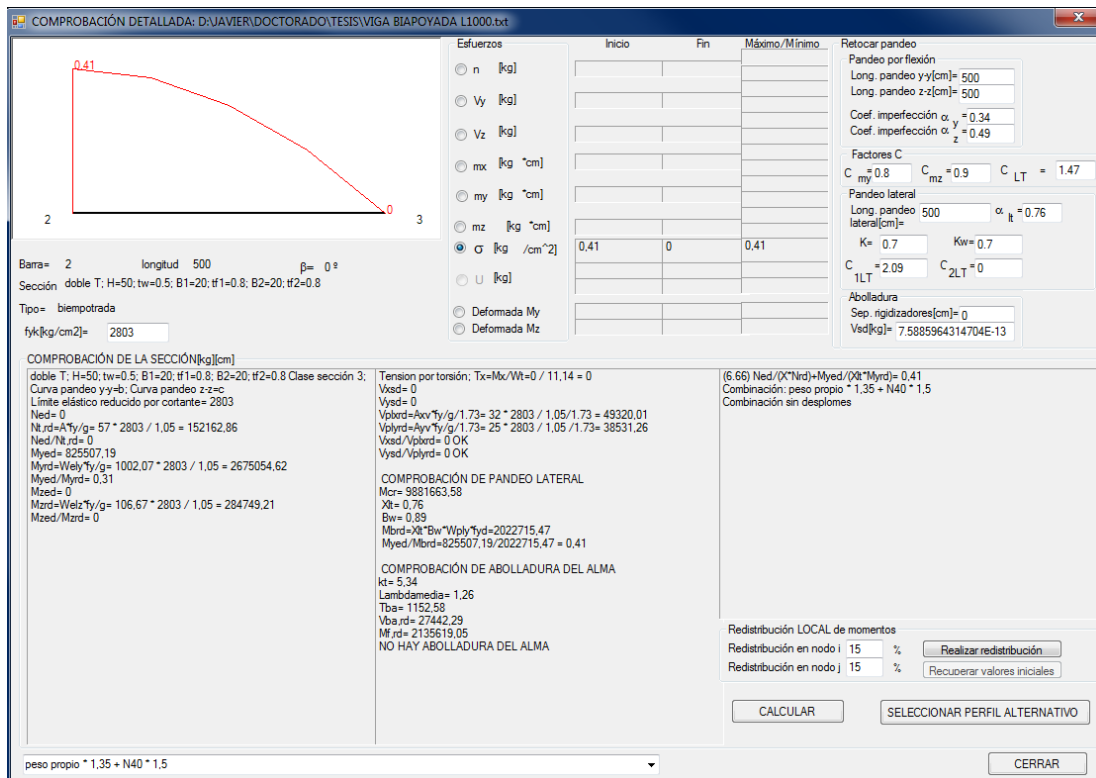 COMPROBACIÓN DETALLADA: D:\JAVIER\DOCTORADO\TESIS\VIGA BIAPOYADA L1000.txt
0.41
0
2
3
Barra= 2 longitud 500 β= 0 º
Sección doble T; H=50; tw=0.5; B1=20; tf1=0.8; B2=20; tf2=0.8
Tipo= biempotrada
fyk[kg/cm2]= 2803
Esfuerzos Inicio Fin Máximo/Mínimo
n [kg]
Vy [kg]
Vz [kg]
mx [kg *cm]
my [kg *cm]
mz [kg *cm]
σ [kg /cm^2] 0,41 0 0,41
U [kg]
Deformada My
Deformada Mz
Retocar pandeo
Pandeo por flexión
Long. pandeo y-y[cm]= 500
Long. pandeo z-z[cm]= 500
Coef. imperfección α y = 0.34
Coef. imperfección α z = 0.49
Factores C
C my = 0.8 C mz = 0.9 C LT = 1.47
Pandeo lateral
Long. pandeo lateral[cm]= 500 α lt = 0.76
K= 0.7 Kw= 0.7
C 1LT = 2.09 C 2LT = 0
Abolladura
Sep. rigidizadores[cm]= 0
Vsd[kg]= 7.5885964314704E-13
COMPROBACIÓN DE LA SECCIÓN[kg][cm]
doble T; H=50; tw=0.5; B1=20; tf1=0.8; B2=20; tf2=0.8 Clase sección 3;
Curva pandeo y-y=b; Curva pandeo z-z=c
Límite elástico reducido por cortante= 2803
Ned= 0
Nt,rd=A*fy/g= 57 * 2803 / 1,05 = 152162,86
Ned/Nt,rd= 0
Myed= 825507,19
Myrd=Wely*fy/g= 1002,07 * 2803 / 1,05 = 2675054,62
Myed/Myrd= 0,31
Mzed= 0
Mzrd=Welz*fy/g= 106,67 * 2803 / 1,05 = 284749,21
Mzed/Mzrd= 0
Tension por torsión; Tx=Mx/Wt=0 / 11,14 = 0
Vxsd= 0
Vysd= 0
Vplxrd=Axv*fy/g/1.73= 32 * 2803 / 1,05/1.73 = 49320,01
Vplyrd=Ayv*fy/g/1.73= 25 * 2803 / 1,05 /1.73= 38531,26
Vxsd/Vplxrd= 0 OK
Vysd/Vplyrd= 0 OK
COMPROBACIÓN DE PANDEO LATERAL
Mcr= 9881663,58
Xlt= 0,76
Bw= 0,89
Mbrd=Xlt*Bw*Wply*fyd=2022715,47
Myed/Mbrd=825507,19/2022715,47 = 0,41
COMPROBACIÓN DE ABOLLADURA DEL ALMA
kt= 5,34
Lambdamedia= 1,26
Tba= 1152,58
Vba,rd= 27442,29
Mf,rd= 2135619,05
NO HAY ABOLLADURA DEL ALMA
(6.66) Ned/(X*Nrd)+Myed/(Xlt*Myrd)= 0,41
Combinación: peso propio * 1,35 + N40 * 1,5
Combinación sin desplomes
Redistribución LOCAL de momentos
Redistribución en nodo i 15 % Realizar redistribución
Redistribución en nodo j 15 % Recuperar valores iniciales
CALCULAR SELECCIONAR PERFIL ALTERNATIVO
peso propio * 1,35 + N40 * 1,5
CERRAR